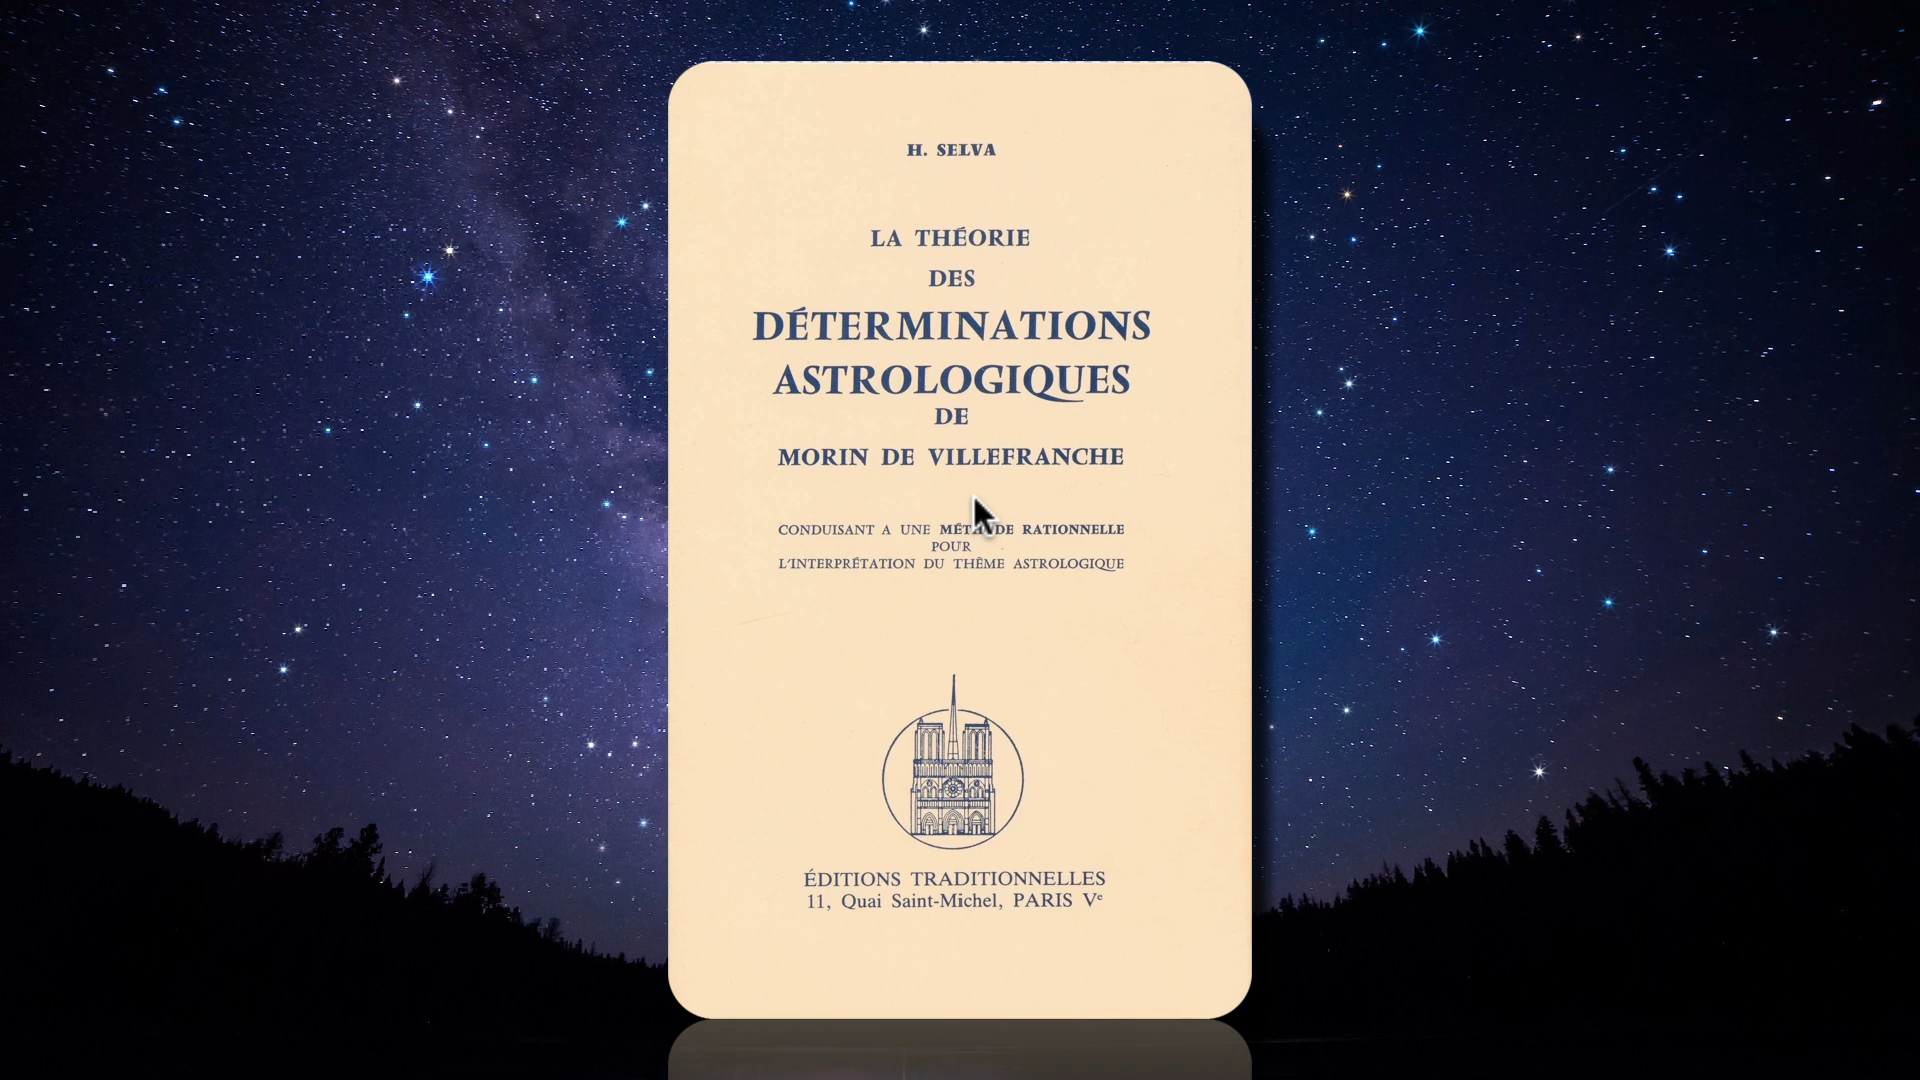 H. SELVA
LA THÉORIE
DES
DÉTERMINATIONS
ASTROLOGIQUES
DE
MORIN DE VILLEFRANCHE
CONDUISANT A UNE MÉTHODE RATIONNELLE
POUR
L'INTERPRÉTATION DU THÈME ASTROLOGIQUE
ÉDITIONS TRADITIONNELLES
11, Quai Saint-Michel, PARIS Vᵉ